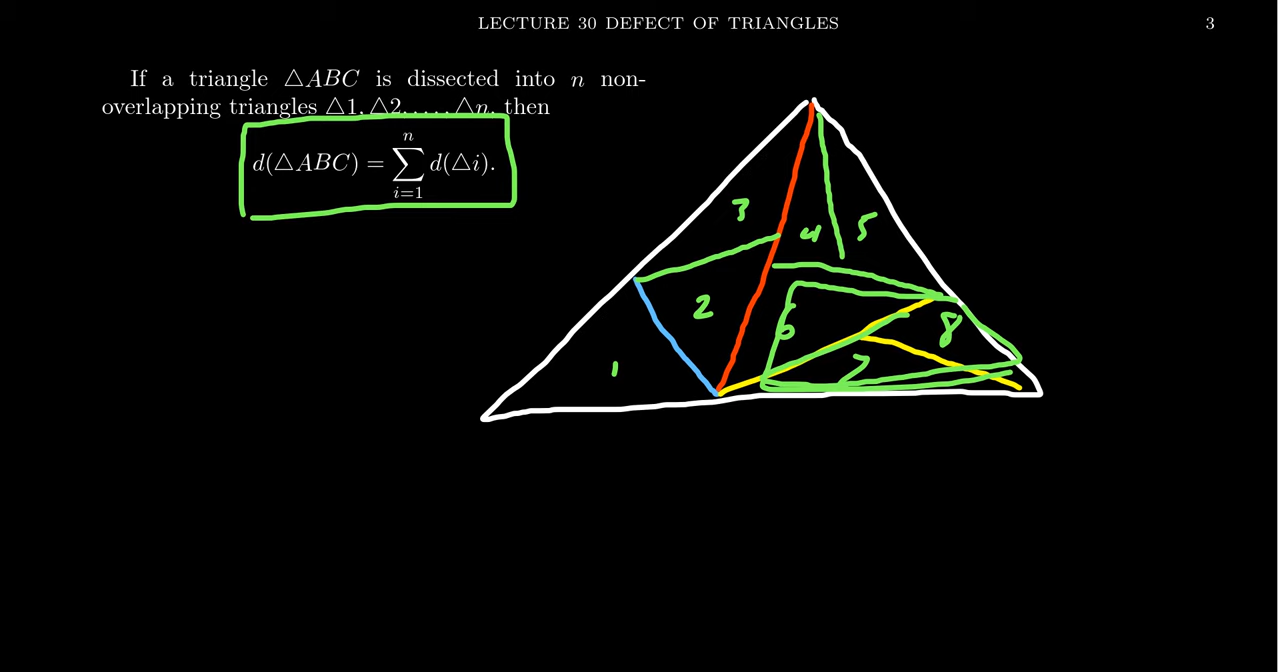 LECTURE 30 DEFECT OF TRIANGLES
3
If a triangle △ABC is dissected into n non-
overlapping triangles △1, △2, . . . , △n, then
d(△ABC) = ∑ⁿᵢ₌₁ d(△i).
3
4
5
2
6
8
1
7